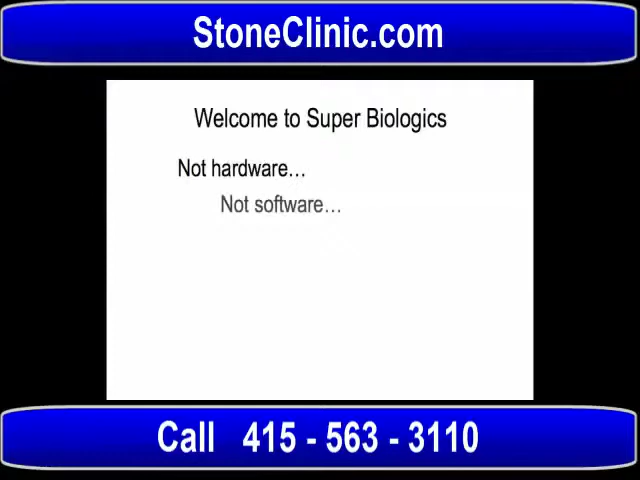 StoneClinic.com
Welcome to Super Biologics
Not hardware...
Not software...
Call 415 - 563 - 3110